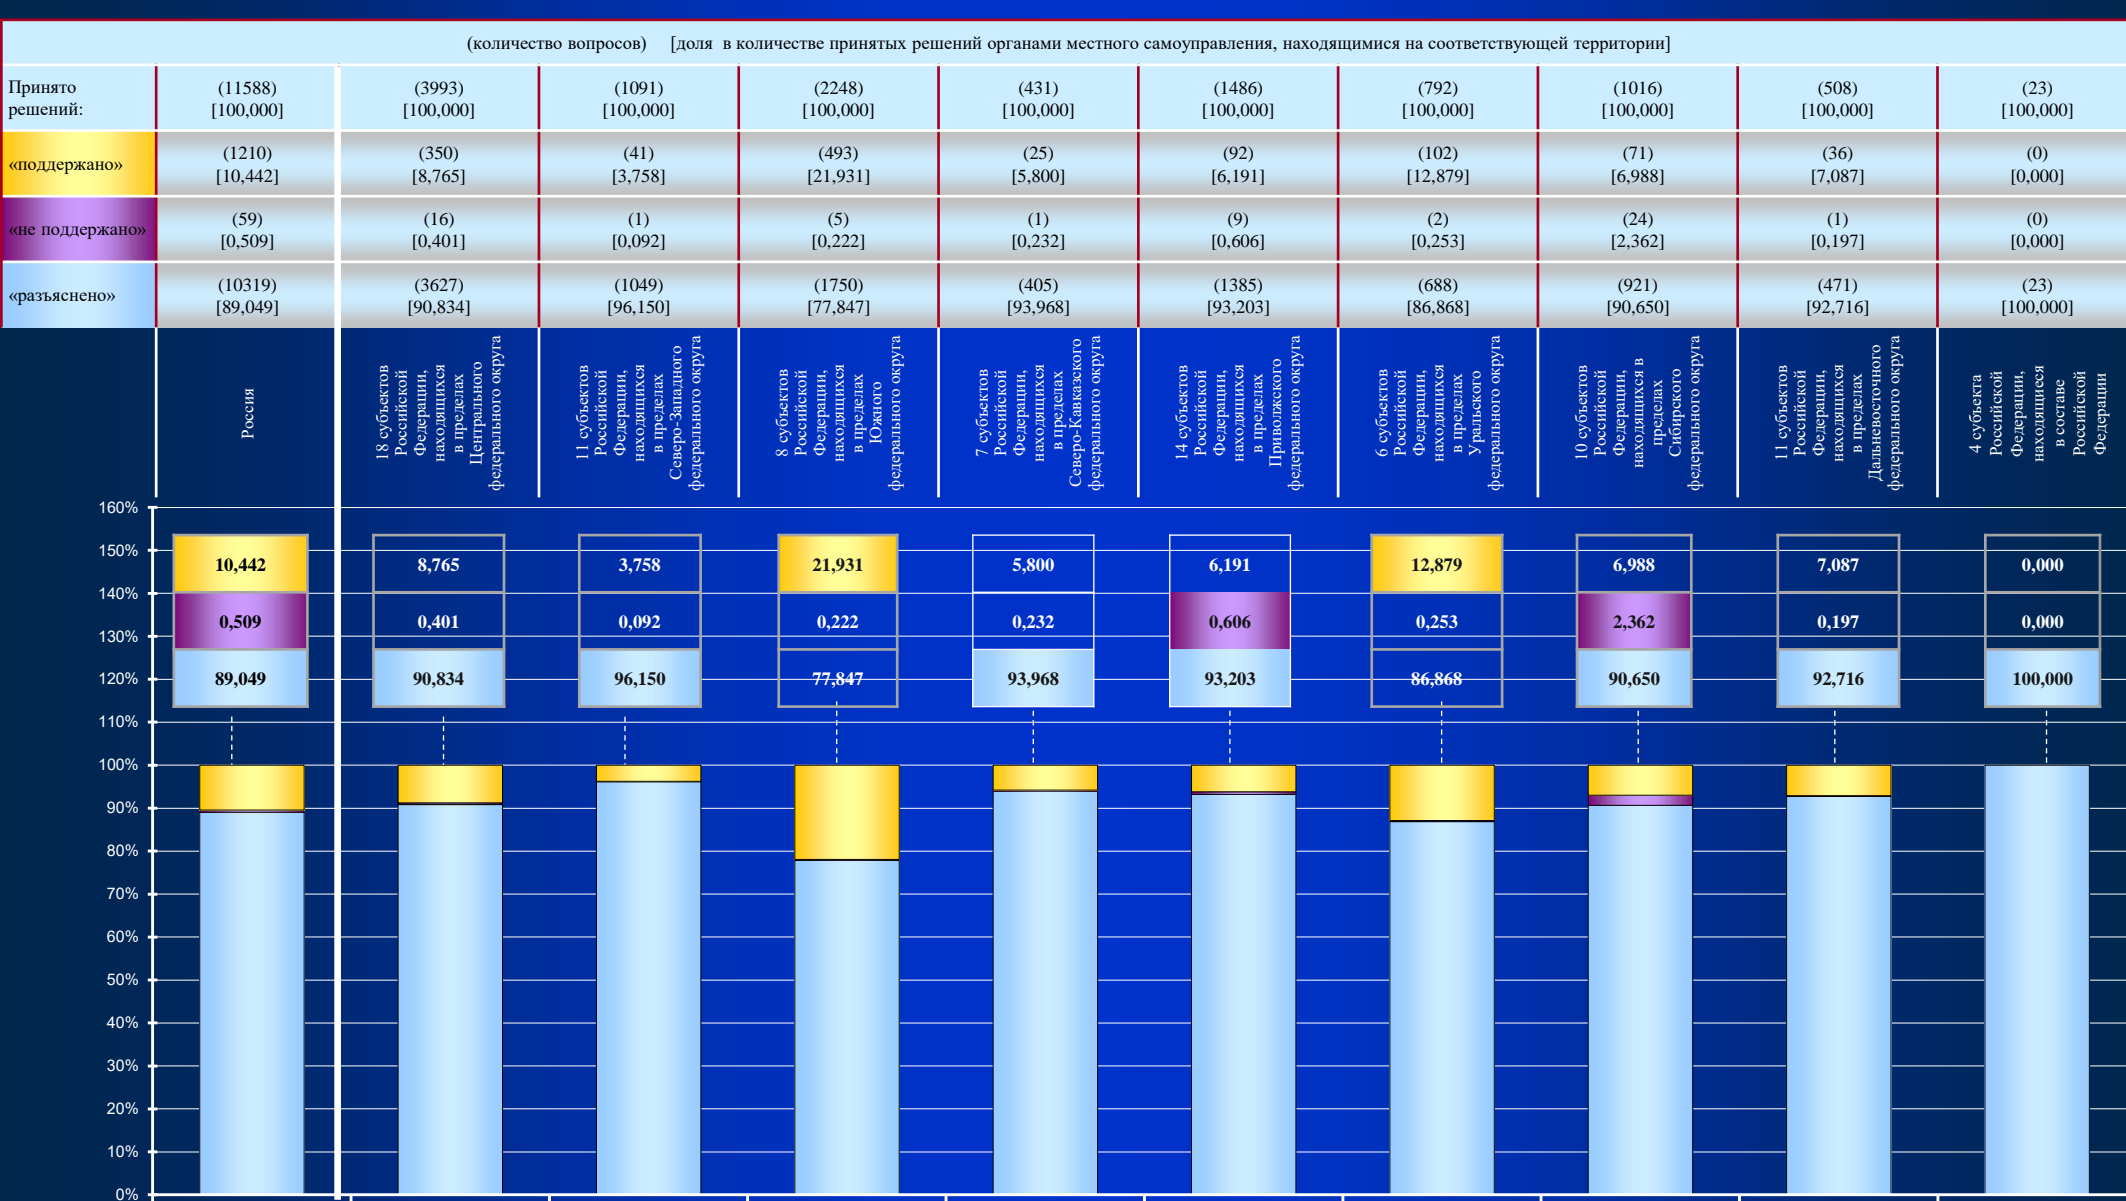 (количество вопросов) [доля в количестве принятых решений органами местного самоуправления, находящимися на соответствующей территории]
Принято
решений:
(11588) (3993) (1091) (2248) (431) (1486) (792) (1016) (508) (23)
[100,000] [100,000] [100,000] [100,000] [100,000] [100,000] [100,000] [100,000] [100,000] [100,000]
«поддержано»
(1210) (350) (41) (493) (25) (92) (102) (71) (36) (0)
[10,442] [8,765] [3,758] [21,931] [5,800] [6,191] [12,879] [6,988] [7,087] [0,000]
«не поддержано»
(59) (16) (1) (5) (1) (9) (2) (24) (1) (0)
[0,509] [0,401] [0,092] [0,222] [0,232] [0,606] [0,253] [2,362] [0,197] [0,000]
«разъяснено»
(10319) (3627) (1049) (1750) (405) (1385) (688) (921) (471) (23)
[89,049] [90,834] [96,150] [77,847] [93,968] [93,203] [86,868] [90,650] [92,716] [100,000]
Россия
18 субъектов
Российской
Федерации,
находящихся
в пределах
Центрального
федерального округа
11 субъектов
Российской
Федерации,
находящихся
в пределах
Северо-Западного
федерального округа
8 субъектов
Российской
Федерации,
находящихся
в пределах
Южного
федерального округа
7 субъектов
Российской
Федерации,
находящихся
в пределах
Северо-Кавказского
федерального округа
14 субъектов
Российской
Федерации,
находящихся
в пределах
Приволжского
федерального округа
6 субъектов
Российской
Федерации,
находящихся
в пределах
Уральского
федерального округа
10 субъектов
Российской
Федерации,
находящихся в
пределах
Сибирского
федерального округа
11 субъектов
Российской
Федерации,
находящихся
в пределах
Дальневосточного
федерального округа
4 субъекта
Российской
Федерации,
находящиеся
в составе
Российской
Федерации
160%
150%
10,442 8,765 3,758 21,931 5,800 6,191 12,879 6,988 7,087 0,000
140%
0,509 0,401 0,092 0,222 0,232 0,606 0,253 2,362 0,197 0,000
130%
120%
89,049 90,834 96,150 77,847 93,968 93,203 86,868 90,650 92,716 100,000
110%
100%
90%
80%
70%
60%
50%
40%
30%
20%
10%
0%